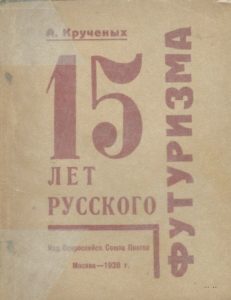 А. Крученых
15
ЛЕТ
РУССКОГО
ФУТУРИЗМА
Изд. Всероссийск. Союза Поэтов
Москва—1928 г.